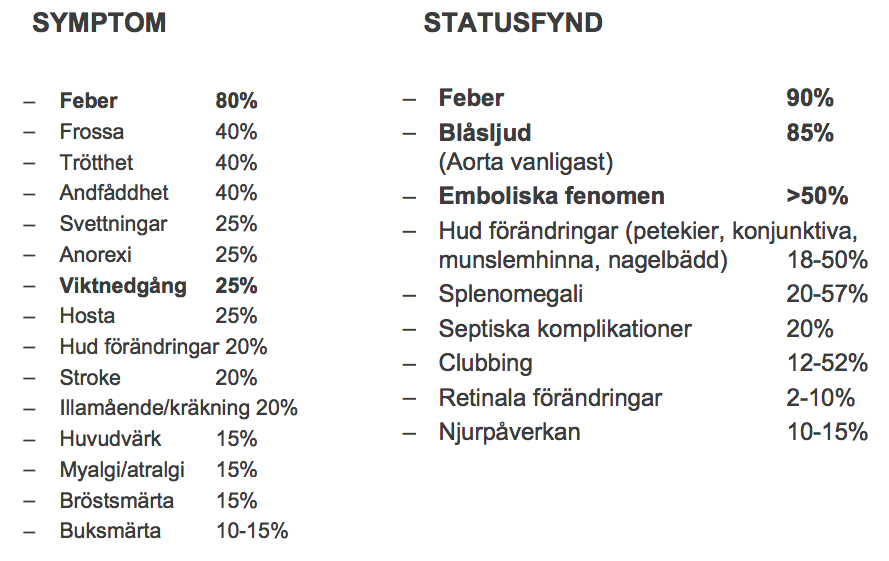 SYMPTOM
– Feber 80%
– Frossa 40%
– Trötthet 40%
– Andfåddhet 40%
– Svettningar 25%
– Anorexi 25%
– Viktnedgång 25%
– Hosta 25%
– Hud förändringar 20%
– Stroke 20%
– Illamående/kräkning 20%
– Huvudvärk 15%
– Myalgi/atralgi 15%
– Bröstsmärta 15%
– Buksmärta 10-15%
STATUSFYND
– Feber 90%
– Blåsljud 85%
(Aorta vanligast)
– Emboliska fenomen >50%
– Hud förändringar (petekier, konjunktiva,
munslemhinna, nagelbädd) 18-50%
– Splenomegali 20-57%
– Septiska komplikationer 20%
– Clubbing 12-52%
– Retinala förändringar 2-10%
– Njurpåverkan 10-15%